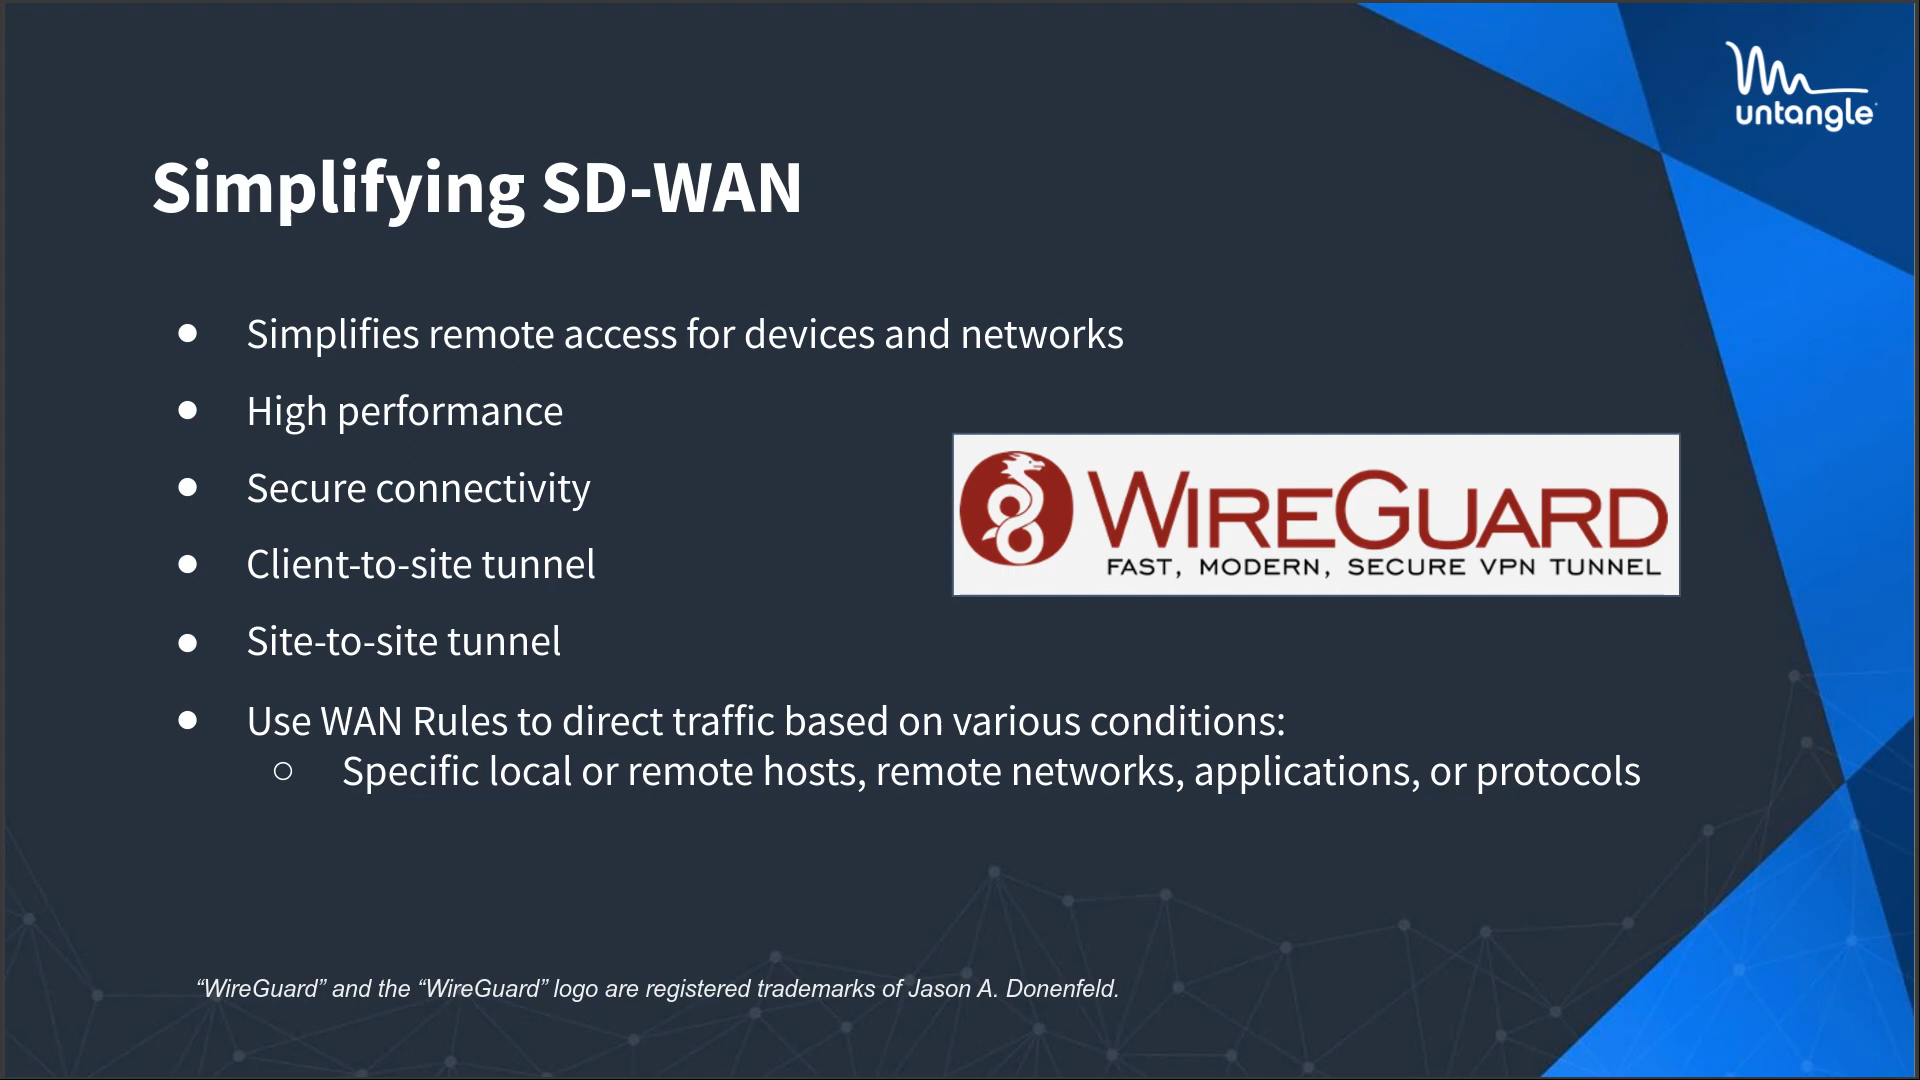 untangle
Simplifying SD-WAN
● Simplifies remote access for devices and networks
● High performance
● Secure connectivity
● Client-to-site tunnel
● Site-to-site tunnel
WIREGUARD
FAST, MODERN, SECURE VPN TUNNEL
● Use WAN Rules to direct traffic based on various conditions:
○ Specific local or remote hosts, remote networks, applications, or protocols
“WireGuard” and the “WireGuard” logo are registered trademarks of Jason A. Donenfeld.